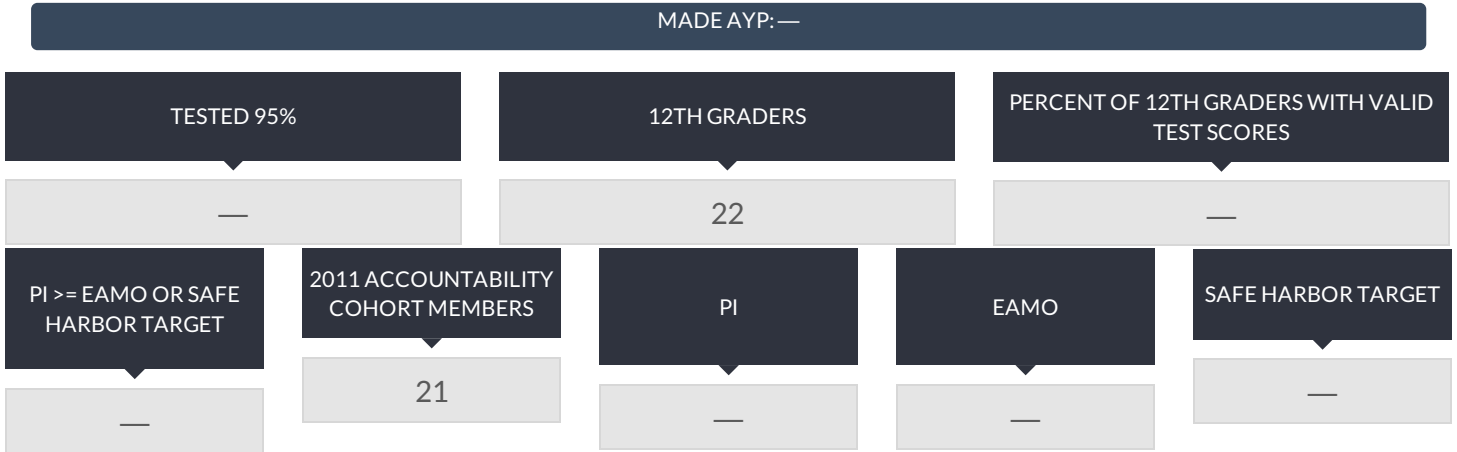 MADE AYP: —
TESTED 95%
12TH GRADERS
PERCENT OF 12TH GRADERS WITH VALID
TEST SCORES
—
22
—
PI >= EAMO OR SAFE
HARBOR TARGET
2011 ACCOUNTABILITY
COHORT MEMBERS
PI
EAMO
SAFE HARBOR TARGET
—
21
—
—
—